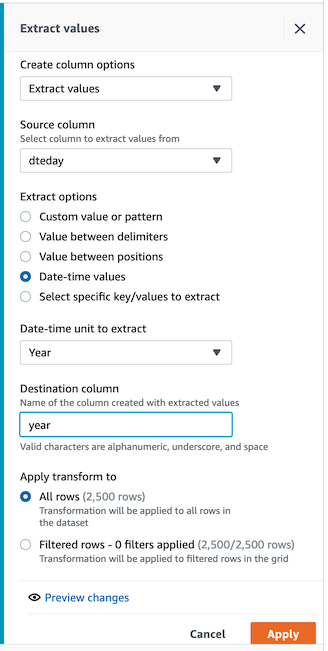 Extract values
Create column options
Extract values
Source column
Select column to extract values from
dteday
Extract options
Custom value or pattern
Value between delimiters
Value between positions
Date-time values
Select specific key/values to extract
Date-time unit to extract
Year
Destination column
Name of the column created with extracted values
year
Valid characters are alphanumeric, underscore, and space
Apply transform to
All rows (2,500 rows)
Transformation will be applied to all rows in
the dataset
Filtered rows - 0 filters applied (2,500/2,500 rows)
Transformation will be applied to filtered rows in the grid
Preview changes
Cancel Apply